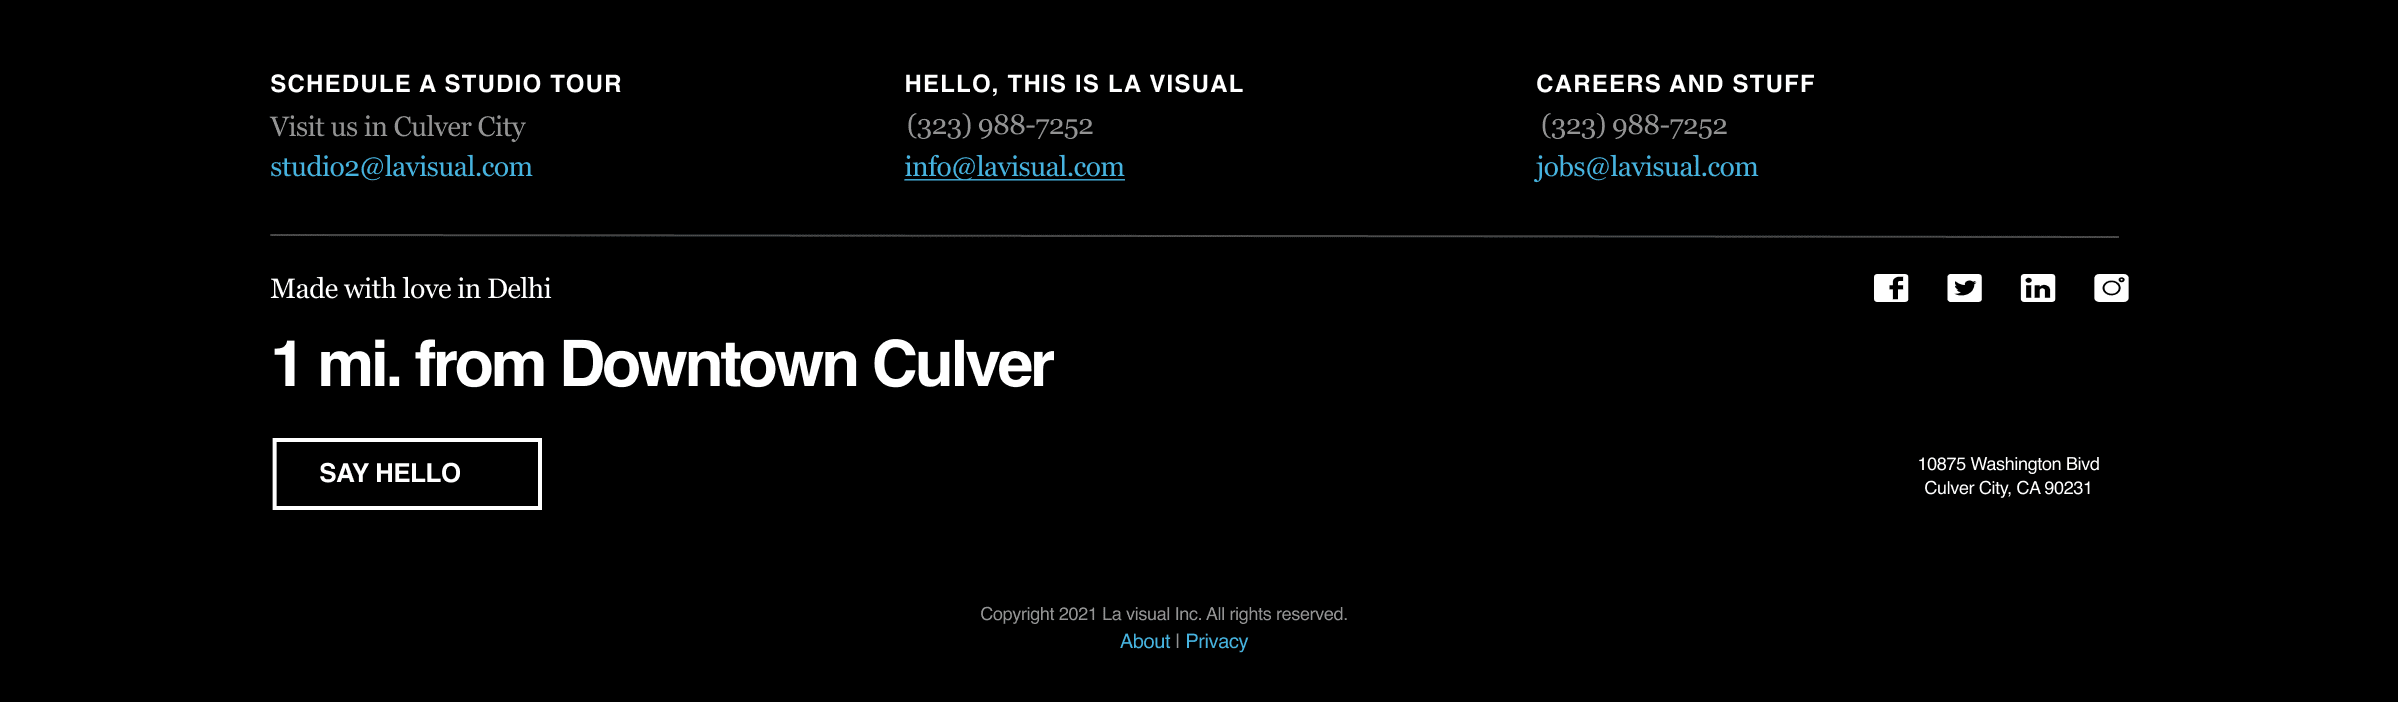 SCHEDULE A STUDIO TOUR
Visit us in Culver City
studio2@lavisual.com
HELLO, THIS IS LA VISUAL
(323) 988-7252
info@lavisual.com
CAREERS AND STUFF
(323) 988-7252
jobs@lavisual.com
Made with love in Delhi
1 mi. from Downtown Culver
SAY HELLO
10875 Washington Bivd
Culver City, CA 90231
Copyright 2021 La visual Inc. All rights reserved.
About | Privacy